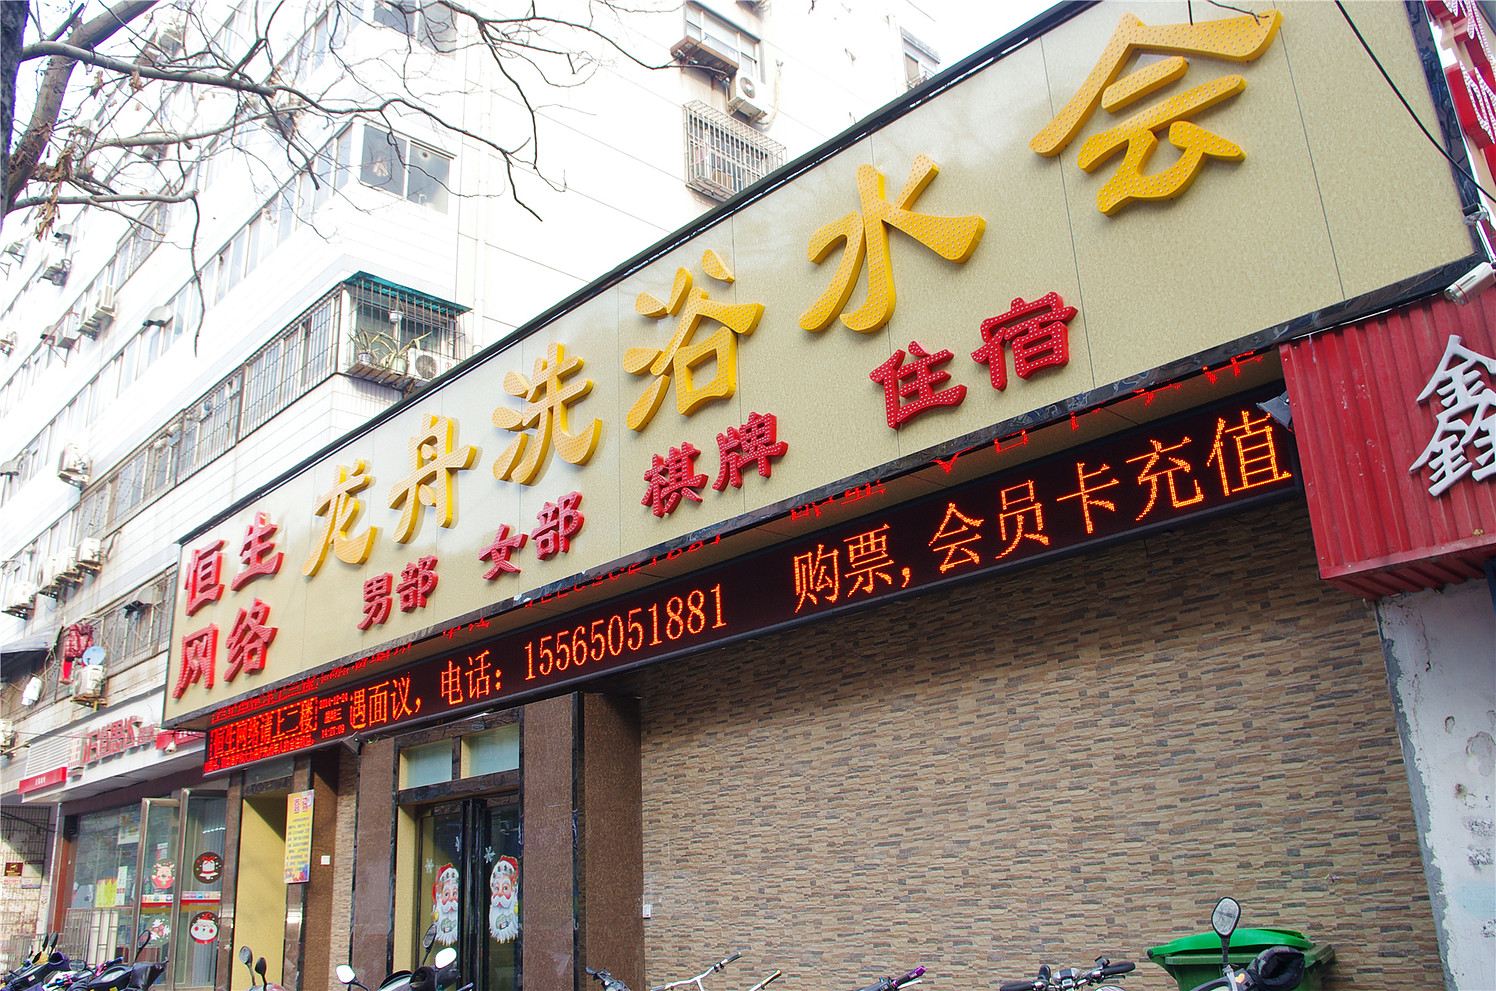 恒生
网络
龙舟洗浴水会
男部 女部 棋牌 住宿
遇面议，电话：15565051881 购票，会员卡充值
鑫